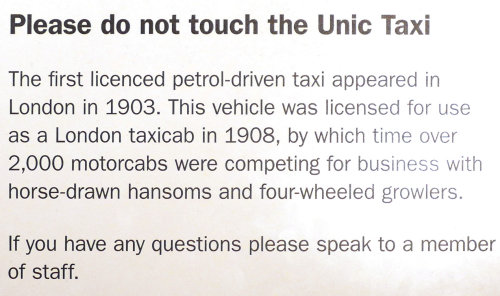 Please do not touch the Unic Taxi
The first licenced petrol-driven taxi appeared in
London in 1903. This vehicle was licensed for use
as a London taxicab in 1908, by which time over
2,000 motorcabs were competing for business with
horse-drawn hansoms and four-wheeled growlers.
If you have any questions please speak to a member
of staff.